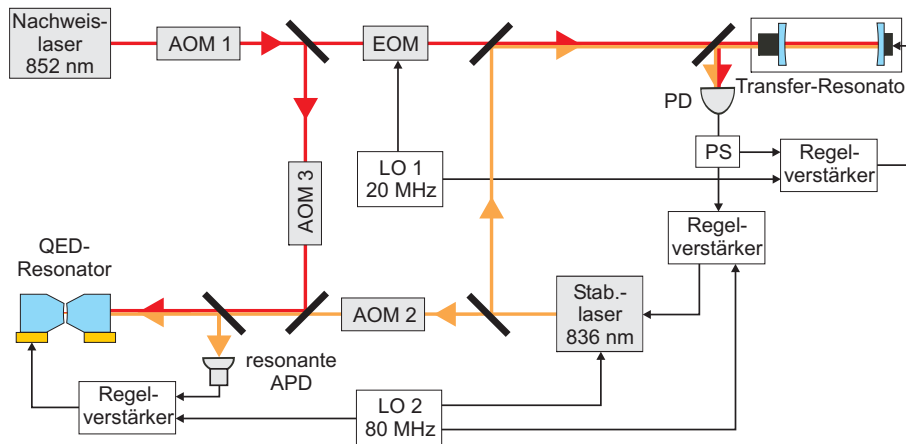 Nachweis-
laser
852 nm
AOM 1
EOM
Transfer-Resonator
PD
PS
LO 1
20 MHz
Regel-
verstärker
AOM 3
Regel-
verstärker
QED-
Resonator
AOM 2
Stab.-
laser
836 nm
resonante
APD
Regel-
verstärker
LO 2
80 MHz